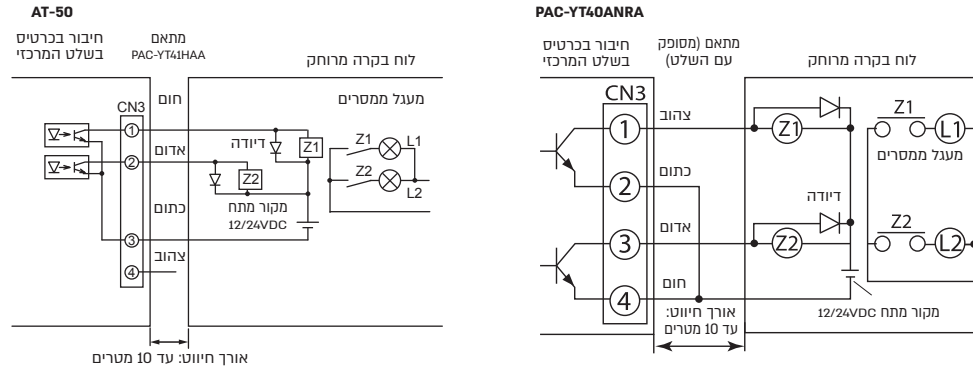 AT-50
חיבור בכרטיס
בשלט המרכזי
מתאם
PAC-YT41HAA
לוח בקרה מרוחק
CN3
1
2
3
4
חום
אדום
כתום
צהוב
דיודה
Z1
Z2
מקור מתח
12/24VDC
מעגל ממסרים
Z1
L1
Z2
L2
אורך חיווט: עד 10 מטרים
PAC-YT40ANRA
חיבור בכרטיס
בשלט המרכזי
מתאם (מסופק
עם השלט)
לוח בקרה מרוחק
CN3
1
2
3
4
צהוב
כתום
אדום
חום
Z1
דיודה
Z2
Z1
L1
מעגל ממסרים
Z2
L2
מקור מתח 12/24VDC
אורך חיווט:
עד 10 מטרים